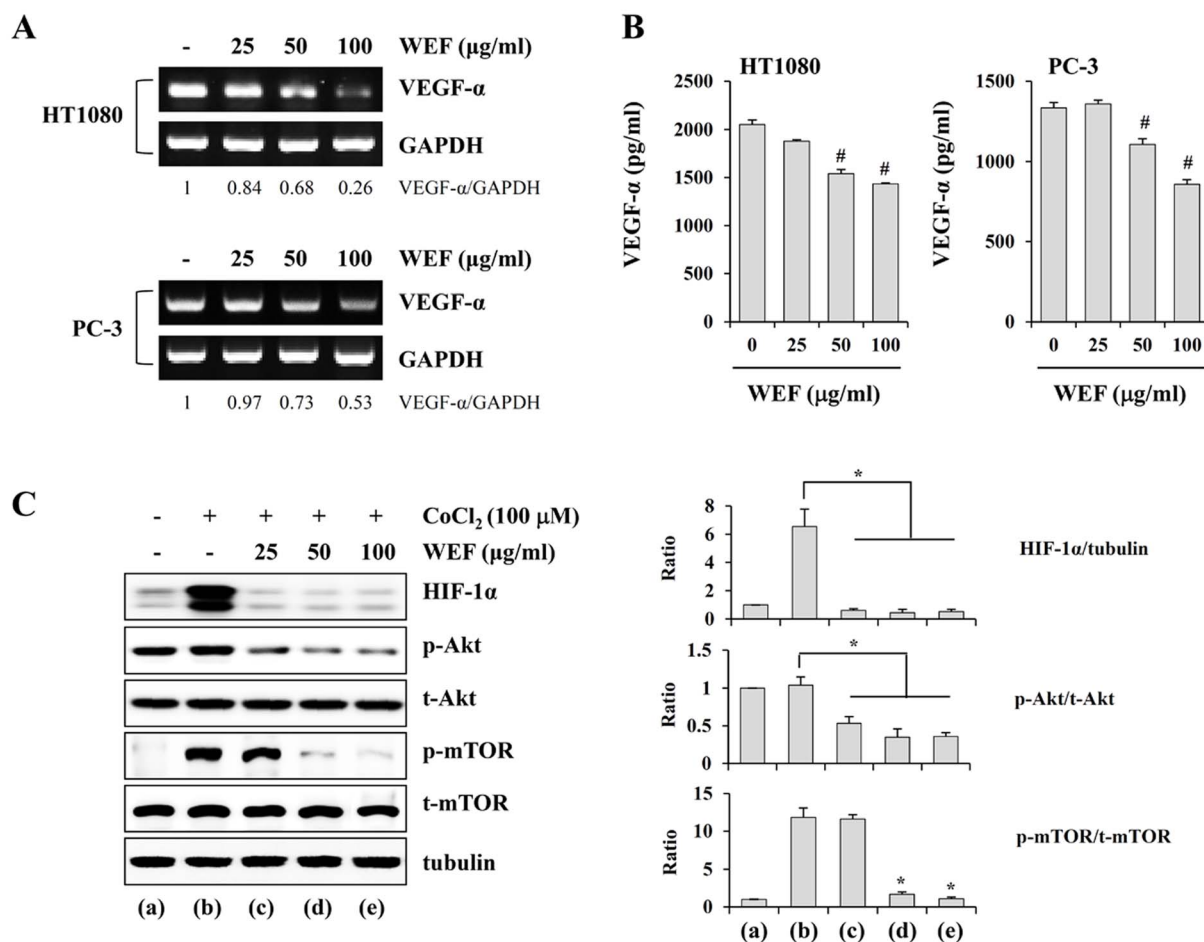 A
- 25 50 100 WEF (μg/ml)
HT1080
VEGF-α
GAPDH
1 0.84 0.68 0.26 VEGF-α/GAPDH
- 25 50 100 WEF (μg/ml)
PC-3
VEGF-α
GAPDH
1 0.97 0.73 0.53 VEGF-α/GAPDH
B
HT1080
VEGF-α (pg/ml)
2500
2000
1500
1000
500
0
# #
0 25 50 100
WEF (μg/ml)
PC-3
VEGF-α (pg/ml)
1500
1000
500
0
#
#
0 25 50 100
WEF (μg/ml)
C
- + + + + CoCl₂ (100 μM)
- - 25 50 100 WEF (μg/ml)
HIF-1α
p-Akt
t-Akt
p-mTOR
t-mTOR
tubulin
(a) (b) (c) (d) (e)
*
Ratio
8
6
4
2
0
HIF-1α/tubulin
*
Ratio
1.5
1
0.5
0
p-Akt/t-Akt
Ratio
15
10
5
0
* *
p-mTOR/t-mTOR
(a) (b) (c) (d) (e)